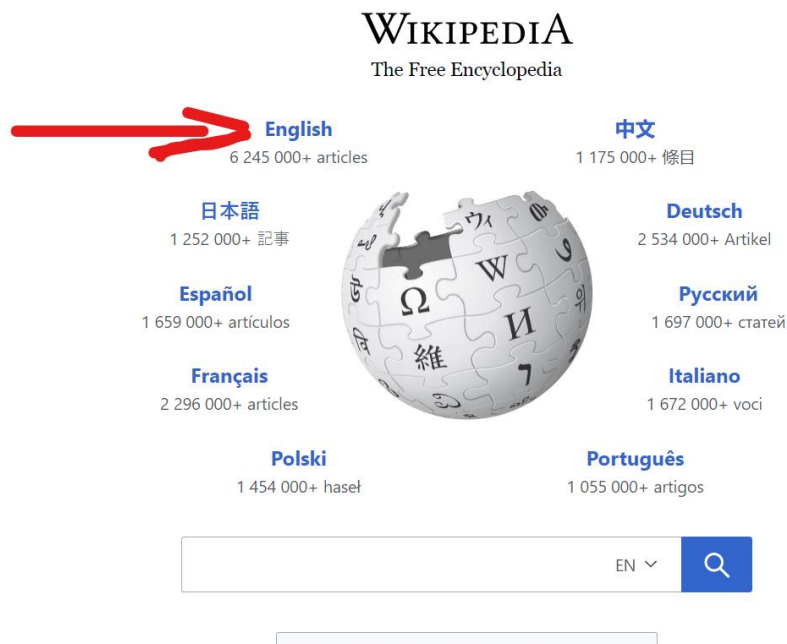 WIKIPEDIA
The Free Encyclopedia
English
6 245 000+ articles
中文
1 175 000+ 條目
日本語
1 252 000+ 記事
Deutsch
2 534 000+ Artikel
Español
1 659 000+ artículos
Русский
1 697 000+ статей
Français
2 296 000+ articles
Italiano
1 672 000+ voci
Polski
1 454 000+ haseł
Português
1 055 000+ artigos
ウィ
W
Ω
И
維
EN